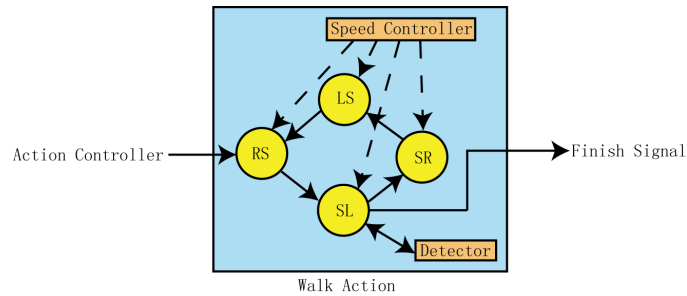 Speed Controller
LS
Action Controller
RS
SR
Finish Signal
SL
Detector
Walk Action